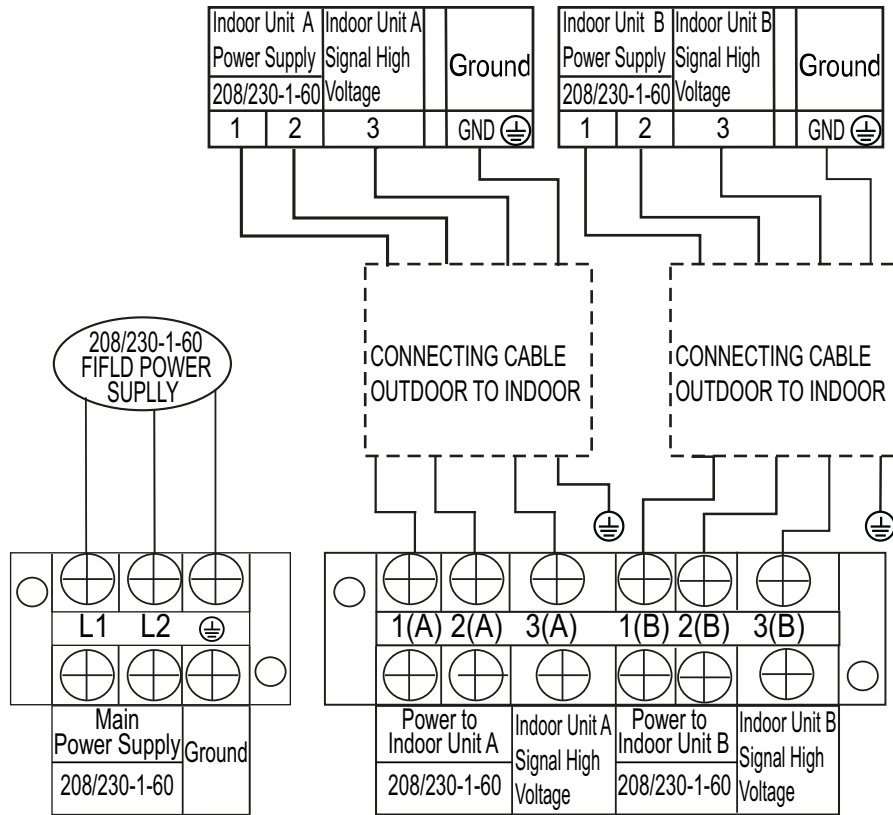 Indoor Unit A
Power Supply
208/230-1-60
Indoor Unit A
Signal High
Voltage
Ground
1 2 3 GND
Indoor Unit B
Power Supply
208/230-1-60
Indoor Unit B
Signal High
Voltage
Ground
1 2 3 GND
208/230-1-60
FIFLD POWER
SUPLLY
CONNECTING CABLE
OUTDOOR TO INDOOR
CONNECTING CABLE
OUTDOOR TO INDOOR
L1 L2
Main
Power Supply
208/230-1-60
Ground
1(A) 2(A) 3(A) 1(B) 2(B) 3(B)
Power to
Indoor Unit A
208/230-1-60
Indoor Unit A
Signal High
Voltage
Power to
Indoor Unit B
208/230-1-60
Indoor Unit B
Signal High
Voltage